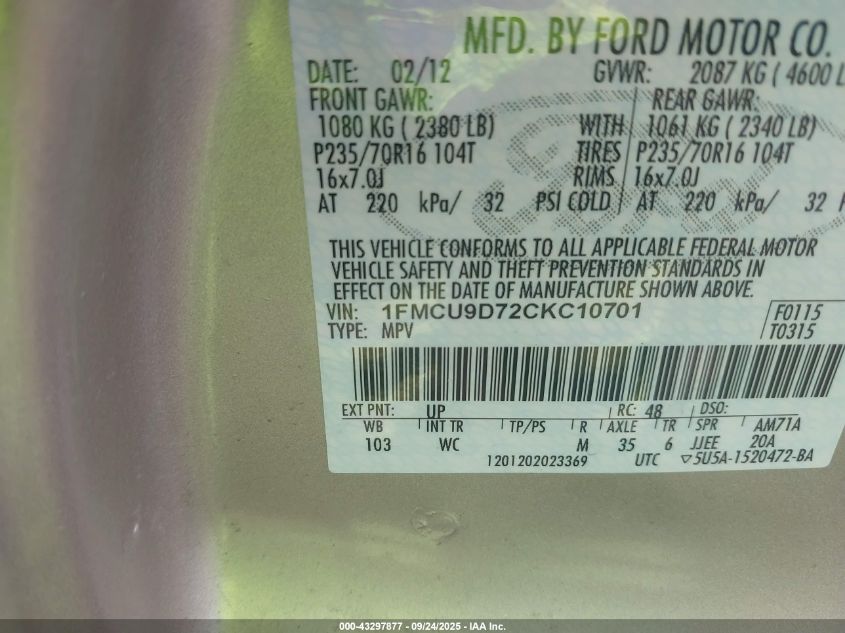 MFD. BY FORD MOTOR CO.
DATE: 02/12 GVWR: 2087 KG ( 4600 L
FRONT GAWR: REAR GAWR:
1080 KG ( 2380 LB) WITH 1061 KG ( 2340 LB)
P235/70R16 104T TIRES P235/70R16 104T
16x7.0J RIMS 16x7.0J
AT 220 kPa/ 32 PSI COLD AT 220 kPa/ 32
THIS VEHICLE CONFORMS TO ALL APPLICABLE FEDERAL MOTOR
VEHICLE SAFETY AND THEFT PREVENTION STANDARDS IN
EFFECT ON THE DATE OF MANUFACTURE SHOWN ABOVE.
VIN: 1FMCU9D72CKC10701 F0115
TYPE: MPV T0315
EXT PNT: UP RC: 48 DSO:
WB INT TR TP/PS R AXLE TR SPR AM71A
103 WC M 35 6 JJEE 20A
1201202023369 UTC ▽5U5A-1520472-BA
000-43297877 - 09/24/2025 - IAA Inc.